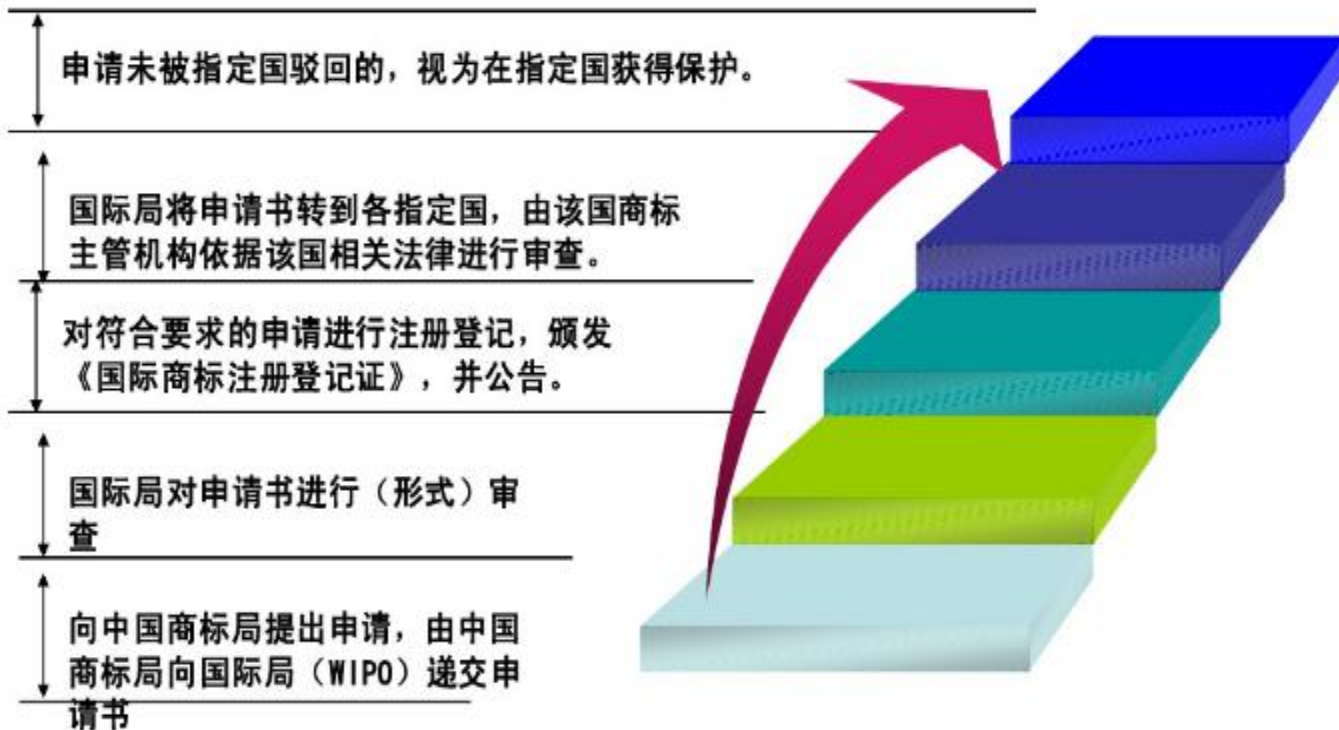 申请未被指定国驳回的，视为在指定国获得保护。
国际局将申请书转到各指定国，由该国商标
主管机构依据该国相关法律进行审查。
对符合要求的申请进行注册登记，颁发
《国际商标注册登记证》，并公告。
国际局对申请书进行（形式）审
查
向中国商标局提出申请，由中国
商标局向国际局（WIPO）递交申
请书